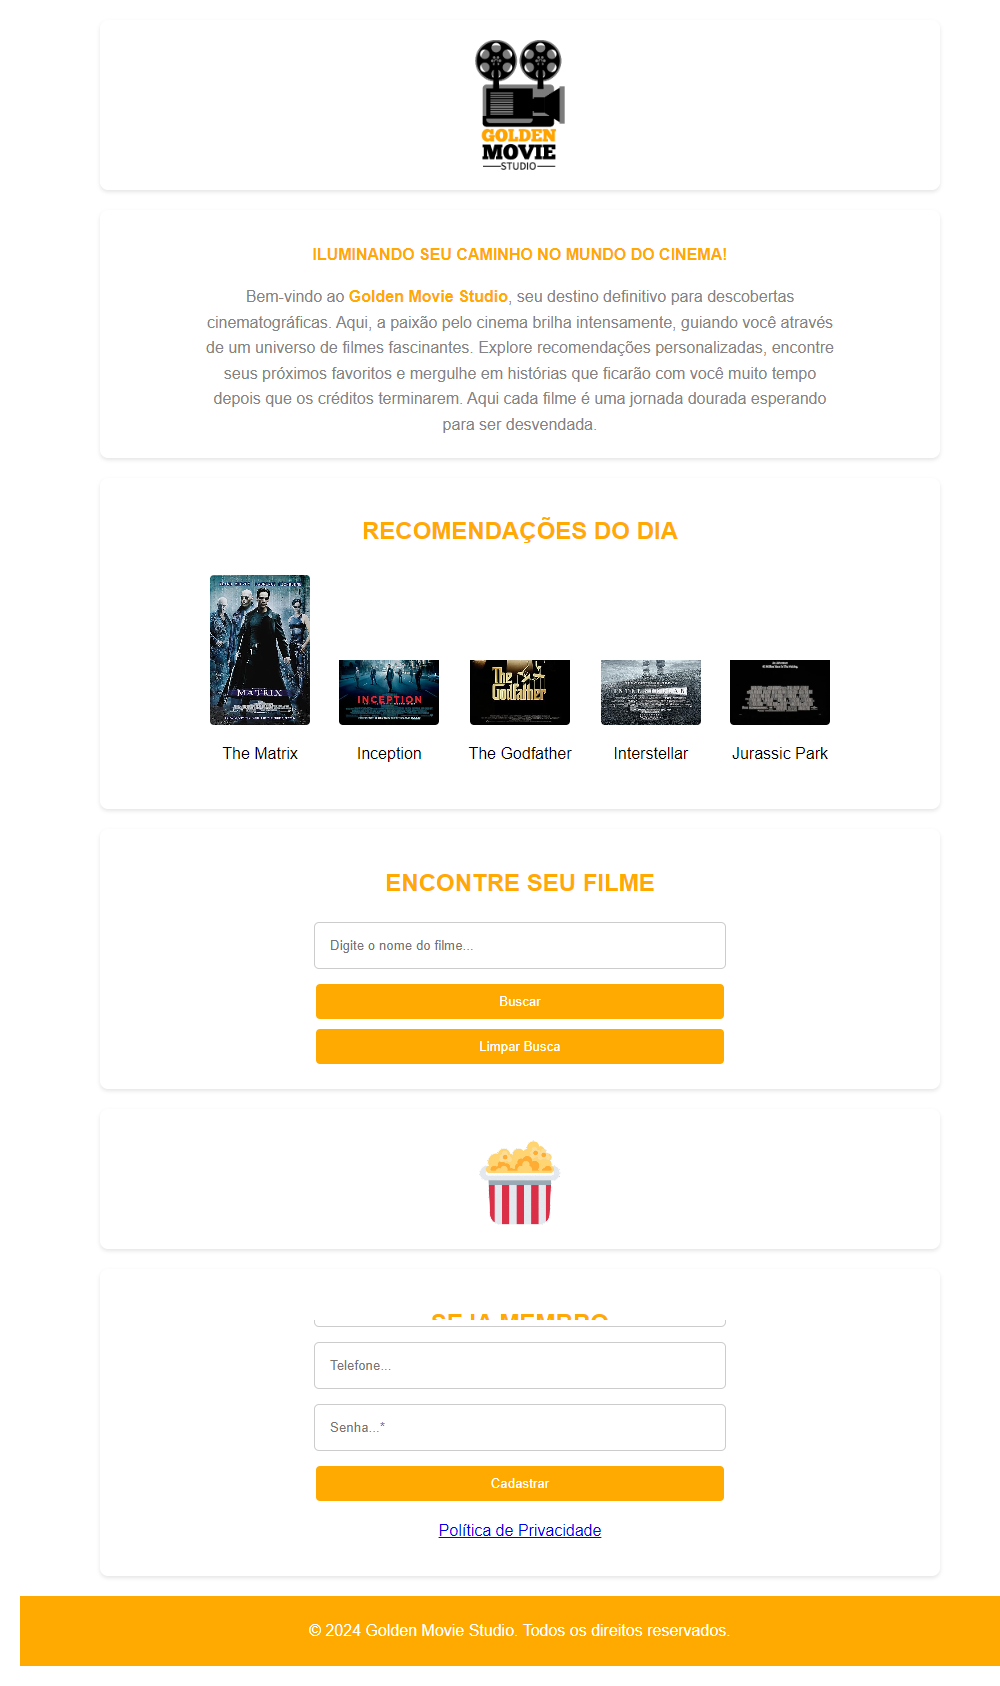 GOLDEN
MOVIE
STUDIO
ILUMINANDO SEU CAMINHO NO MUNDO DO CINEMA!
Bem-vindo ao Golden Movie Studio, seu destino definitivo para descobertas
cinematográficas. Aqui, a paixão pelo cinema brilha intensamente, guiando você através
de um universo de filmes fascinantes. Explore recomendações personalizadas, encontre
seus próximos favoritos e mergulhe em histórias que ficarão com você muito tempo
depois que os créditos terminarem. Aqui cada filme é uma jornada dourada esperando
para ser desvendada.
RECOMENDAÇÕES DO DIA
MATRIX
INCEPTION
The
Godfather
INTERSTELLAR
The Matrix
Inception
The Godfather
Interstellar
Jurassic Park
ENCONTRE SEU FILME
Digite o nome do filme...
Buscar
Limpar Busca
SEJA MEMBRO
Telefone...
Senha...*
Cadastrar
Política de Privacidade
© 2024 Golden Movie Studio. Todos os direitos reservados.